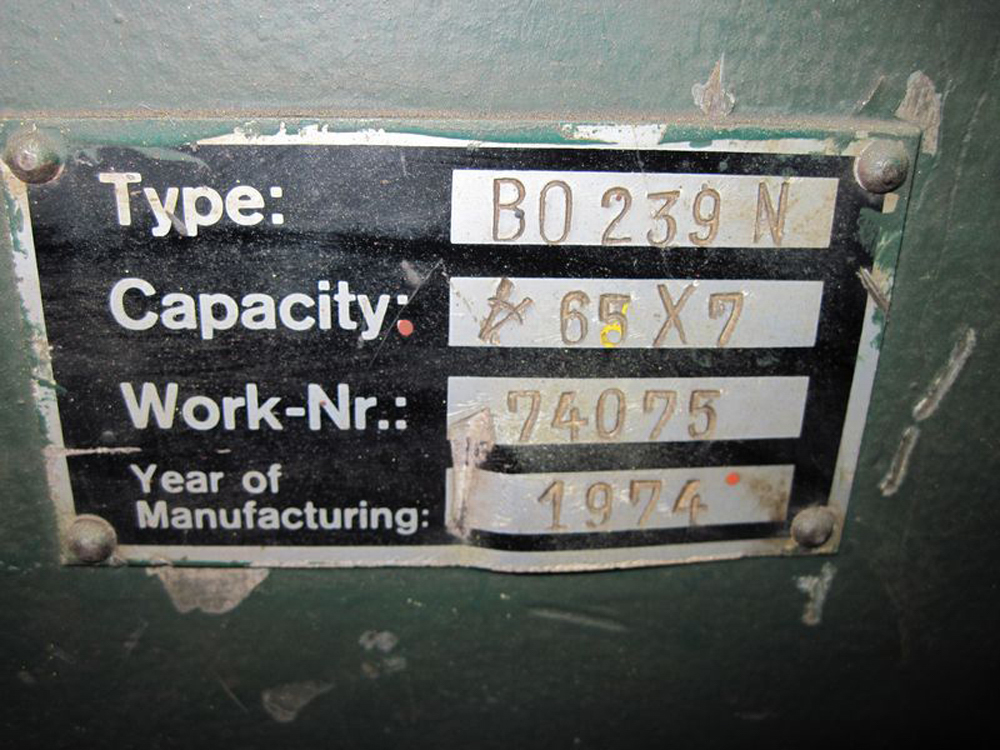 Type: BO 239 N
Capacity: 65 X 7
Work-Nr.: 74075
Year of
Manufacturing: 1974